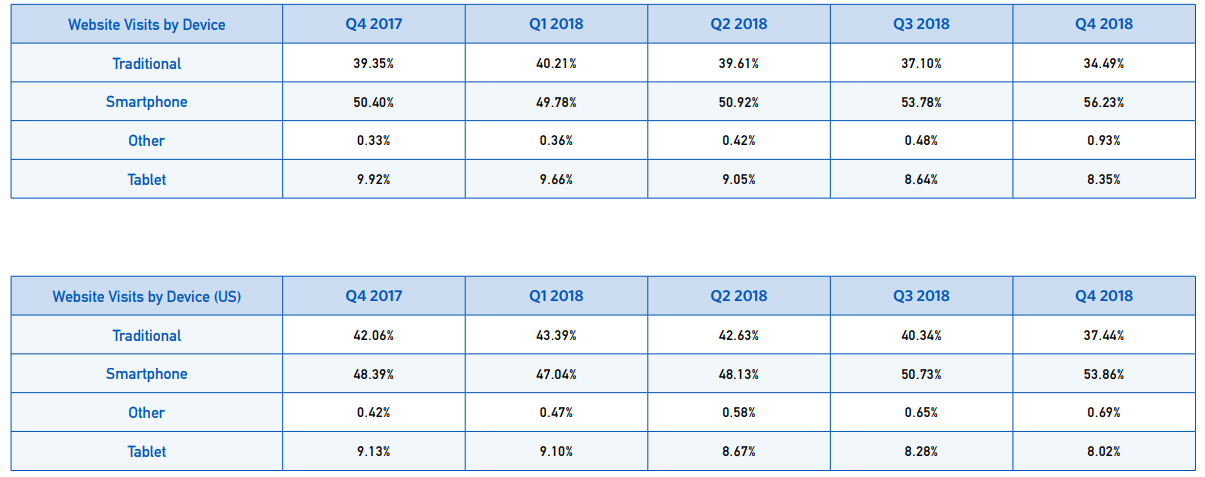 Website Visits by Device Q4 2017 Q1 2018 Q2 2018 Q3 2018 Q4 2018
Traditional 39.35% 40.21% 39.61% 37.10% 34.49%
Smartphone 50.40% 49.78% 50.92% 53.78% 56.23%
Other 0.33% 0.36% 0.42% 0.48% 0.93%
Tablet 9.92% 9.66% 9.05% 8.64% 8.35%
Website Visits by Device (US) Q4 2017 Q1 2018 Q2 2018 Q3 2018 Q4 2018
Traditional 42.06% 43.39% 42.63% 40.34% 37.44%
Smartphone 48.39% 47.04% 48.13% 50.73% 53.86%
Other 0.42% 0.47% 0.58% 0.65% 0.69%
Tablet 9.13% 9.10% 8.67% 8.28% 8.02%